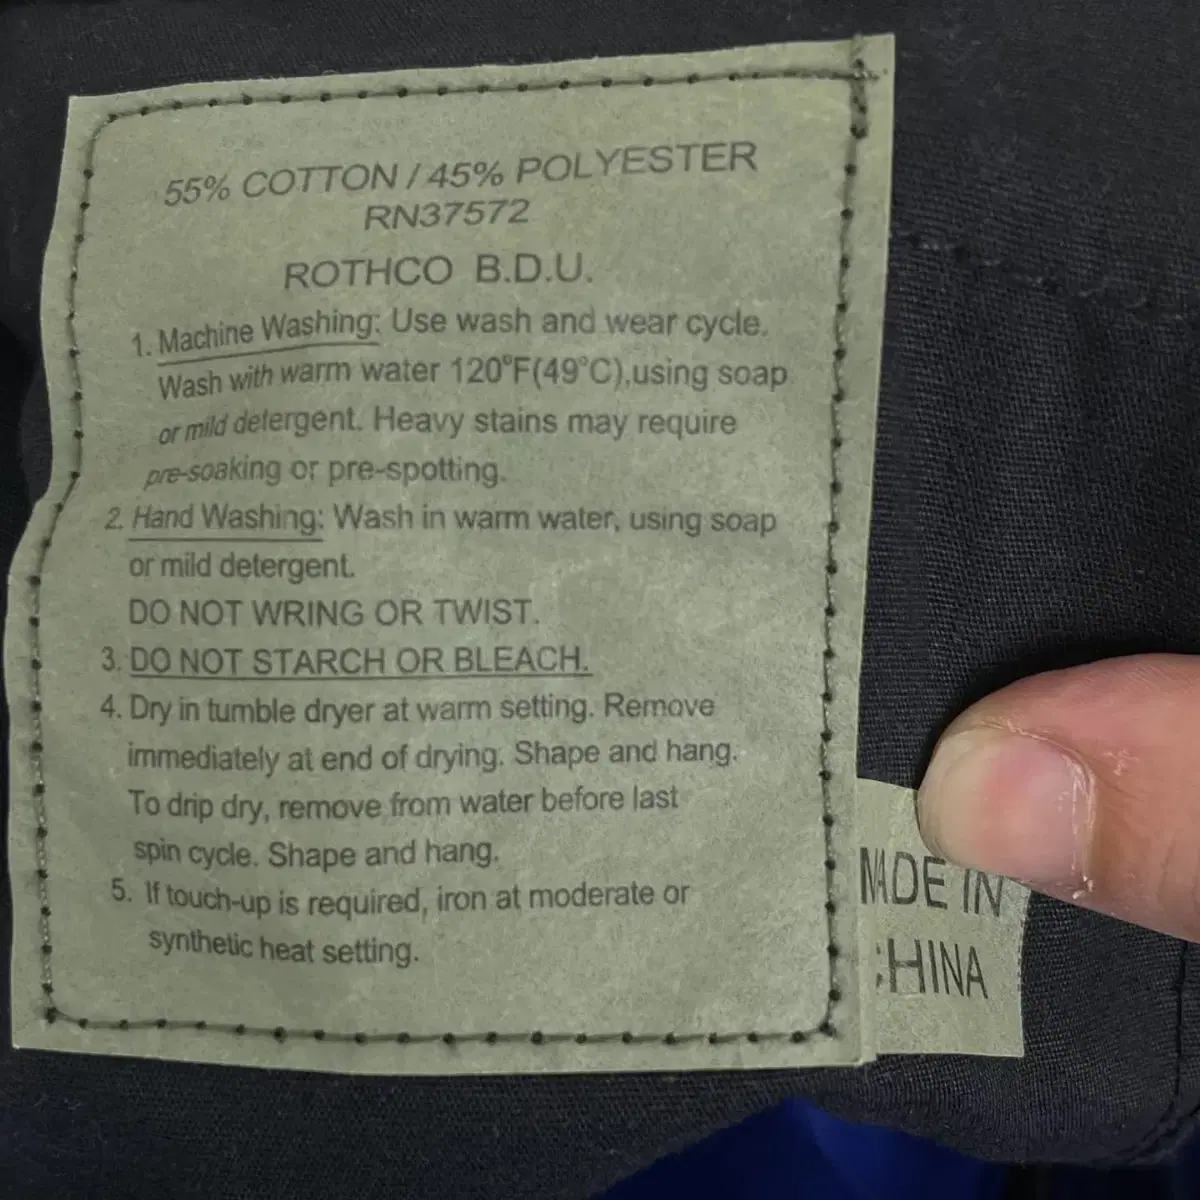 55% COTTON / 45% POLYESTER
RN37572
ROTHCO B.D.U.
1. Machine Washing: Use wash and wear cycle.
Wash with warm water 120°F(49°C),using soap
or mild detergent. Heavy stains may require
pre-soaking or pre-spotting.
2. Hand Washing: Wash in warm water, using soap
or mild detergent.
DO NOT WRING OR TWIST.
3. DO NOT STARCH OR BLEACH.
4. Dry in tumble dryer at warm setting. Remove
immediately at end of drying. Shape and hang.
To drip dry, remove from water before last
spin cycle. Shape and hang.
5. If touch-up is required, iron at moderate or
synthetic heat setting.
MADE IN
CHINA